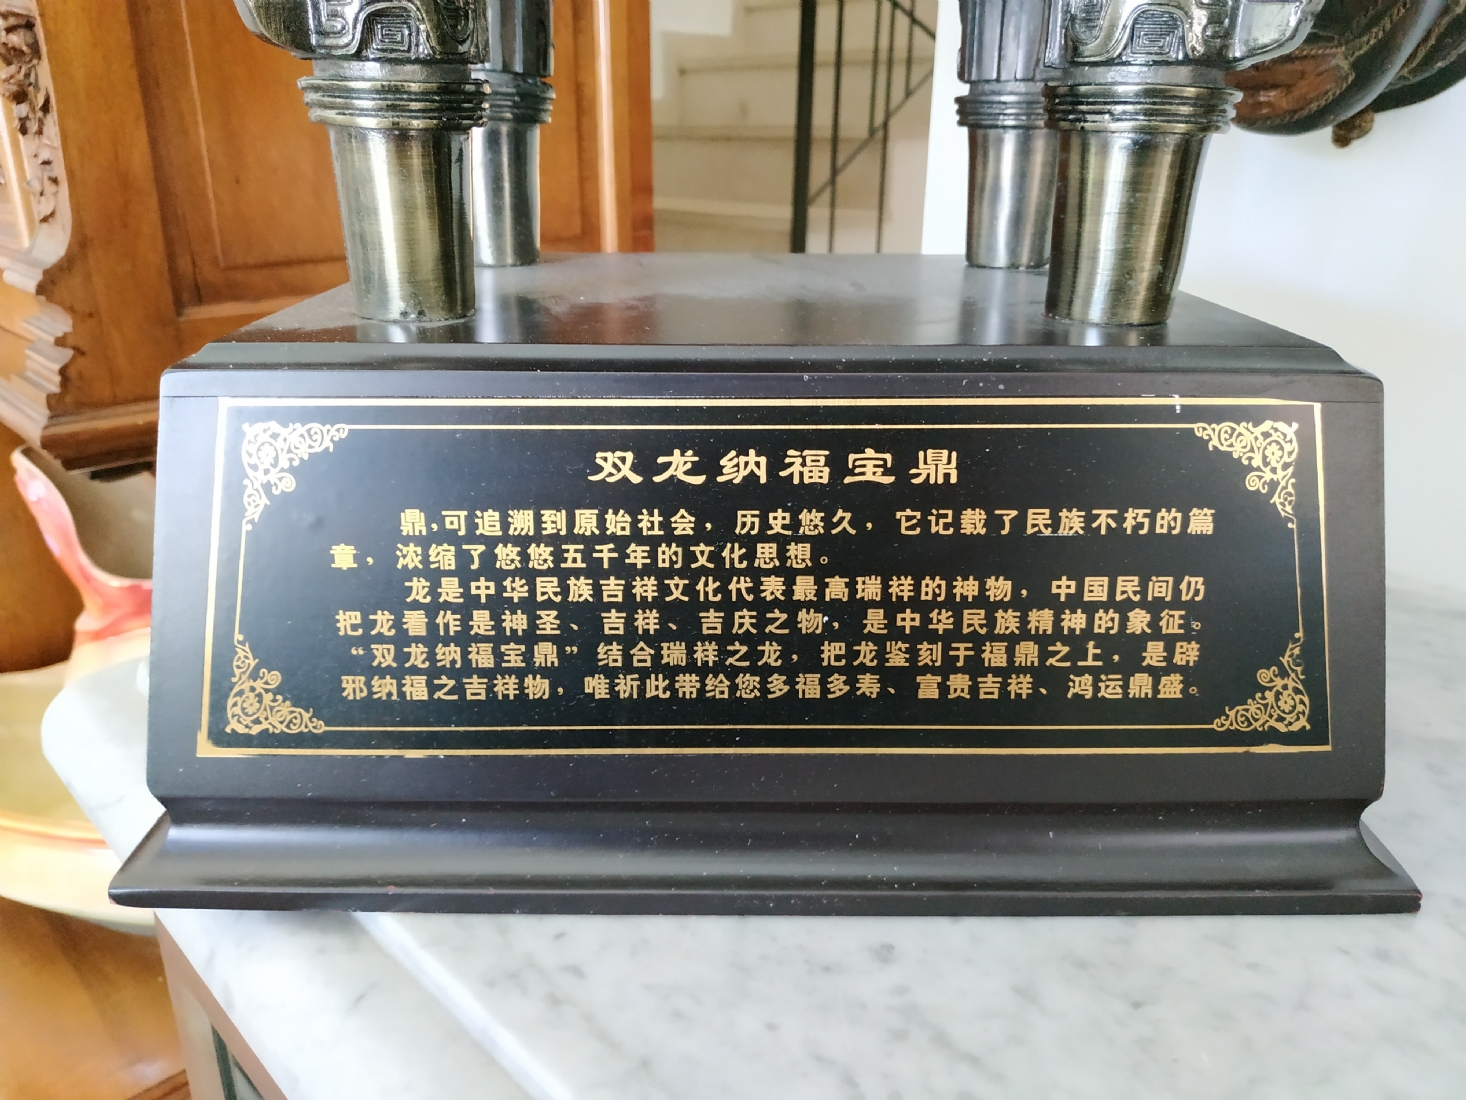 双龙纳福宝鼎
鼎,可追溯到原始社会，历史悠久，它记载了民族不朽的篇
章，浓缩了悠悠五千年的文化思想。
龙是中华民族吉祥文化代表最高瑞祥的神物，中国民间仍
把龙看作是神圣、吉祥、吉庆之物，是中华民族精神的象征。
“双龙纳福宝鼎”结合瑞祥之龙，把龙鉴刻于福鼎之上，是辟
邪纳福之吉祥物，唯祈此带给您多福多寿、富贵吉祥、鸿运鼎盛。